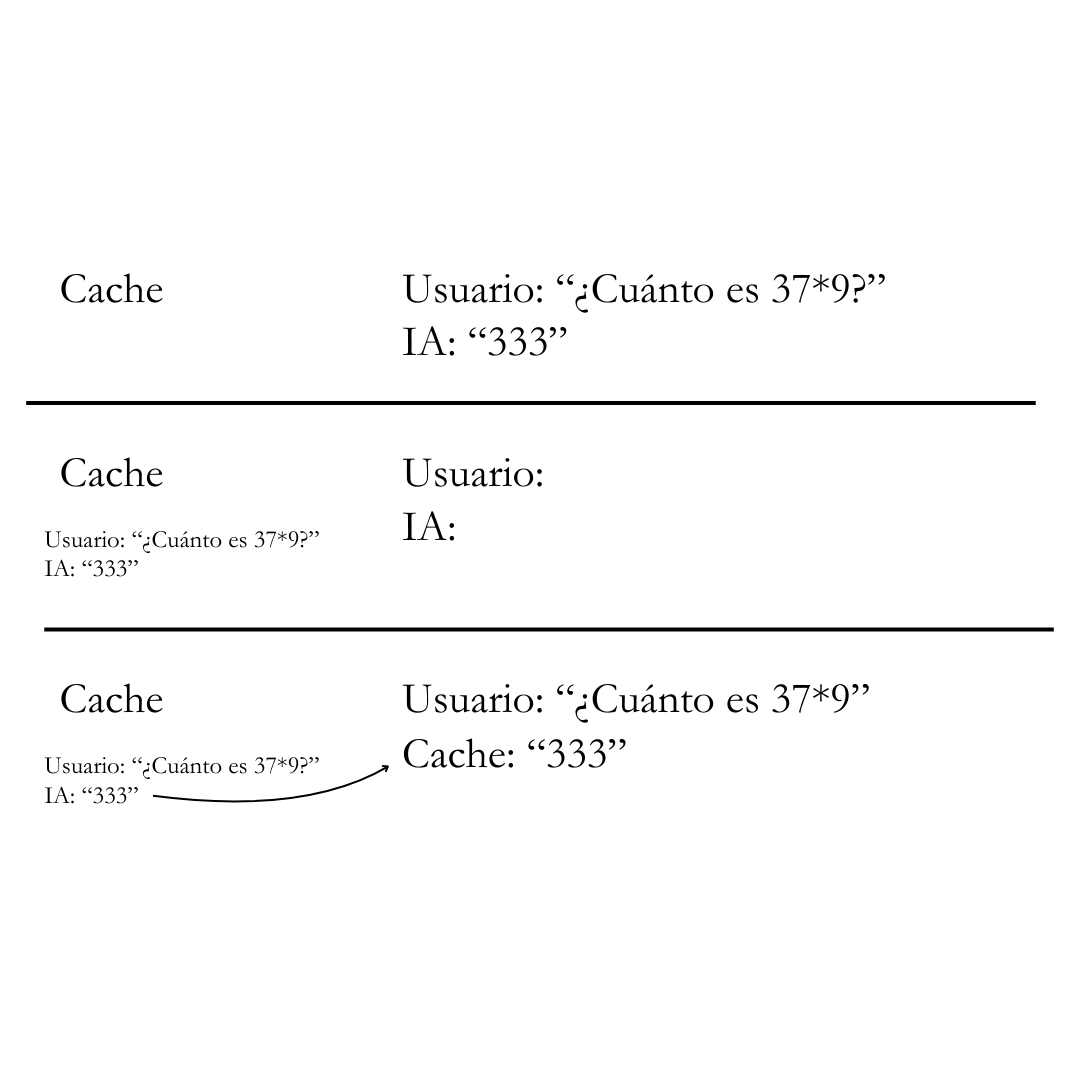 Cache
Usuario: “¿Cuánto es 37*9?”
IA: “333”
Cache
Usuario:
IA:
Usuario: “¿Cuánto es 37*9?”
IA: “333”
Cache
Usuario: “¿Cuánto es 37*9”
Cache: “333”
Usuario: “¿Cuánto es 37*9?”
IA: “333”